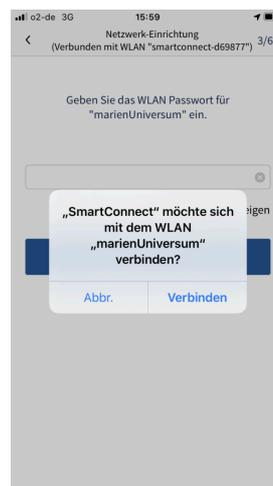 o2-de 3G 15:59
Netzwerk-Einrichtung
(Verbunden mit WLAN "smartconnect-d69877") 3/6
Geben Sie das WLAN Passwort für
"marienUniversum" ein.
eigen
„SmartConnect“ möchte sich
mit dem WLAN
„marienUniversum“
verbinden?
Abbr. Verbinden